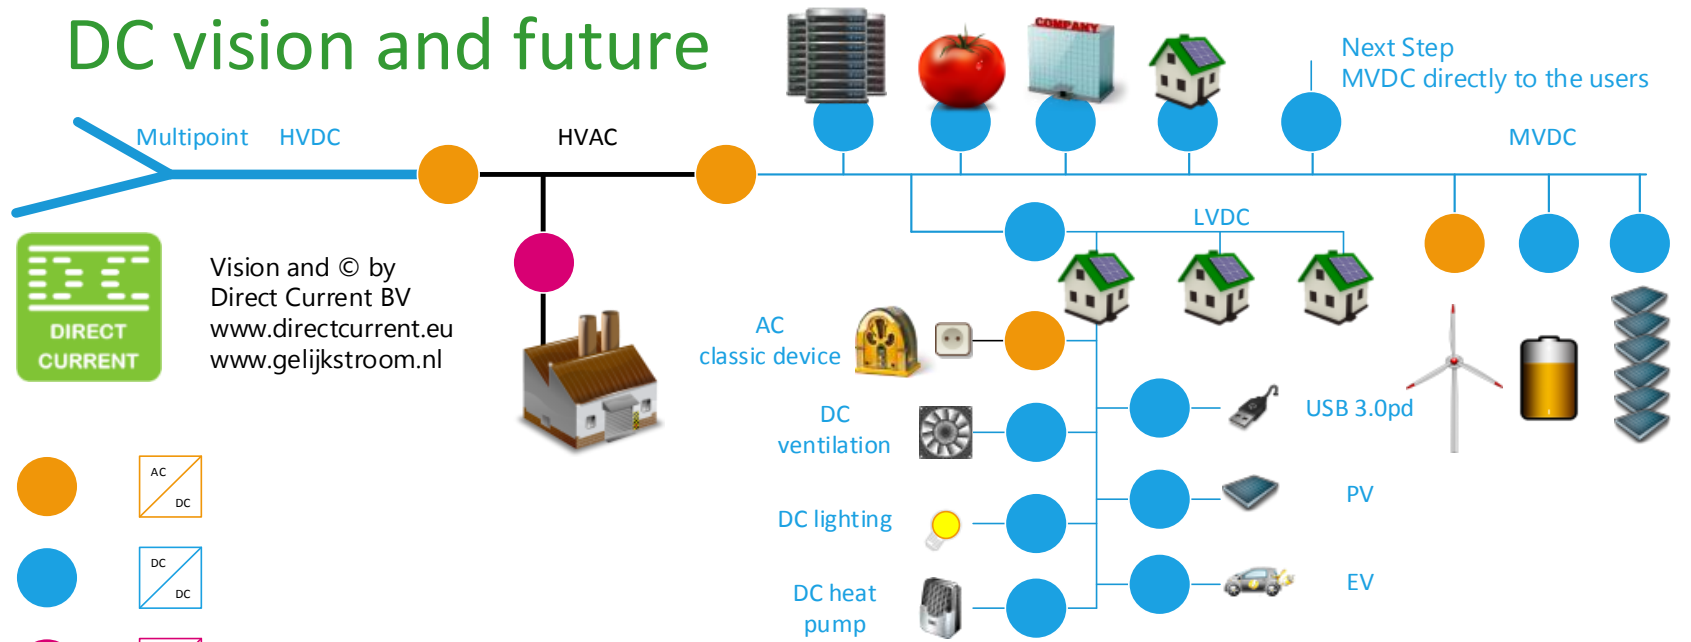 DC vision and future
COMPANY
Next Step
MVDC directly to the users
Multipoint HVDC
HVAC
MVDC
LVDC
DIRECT
CURRENT
Vision and © by
Direct Current BV
www.directcurrent.eu
www.gelijkstroom.nl
AC
classic device
DC
ventilation
USB 3.0pd
DC lighting
PV
DC heat
pump
EV
AC
DC
DC
DC